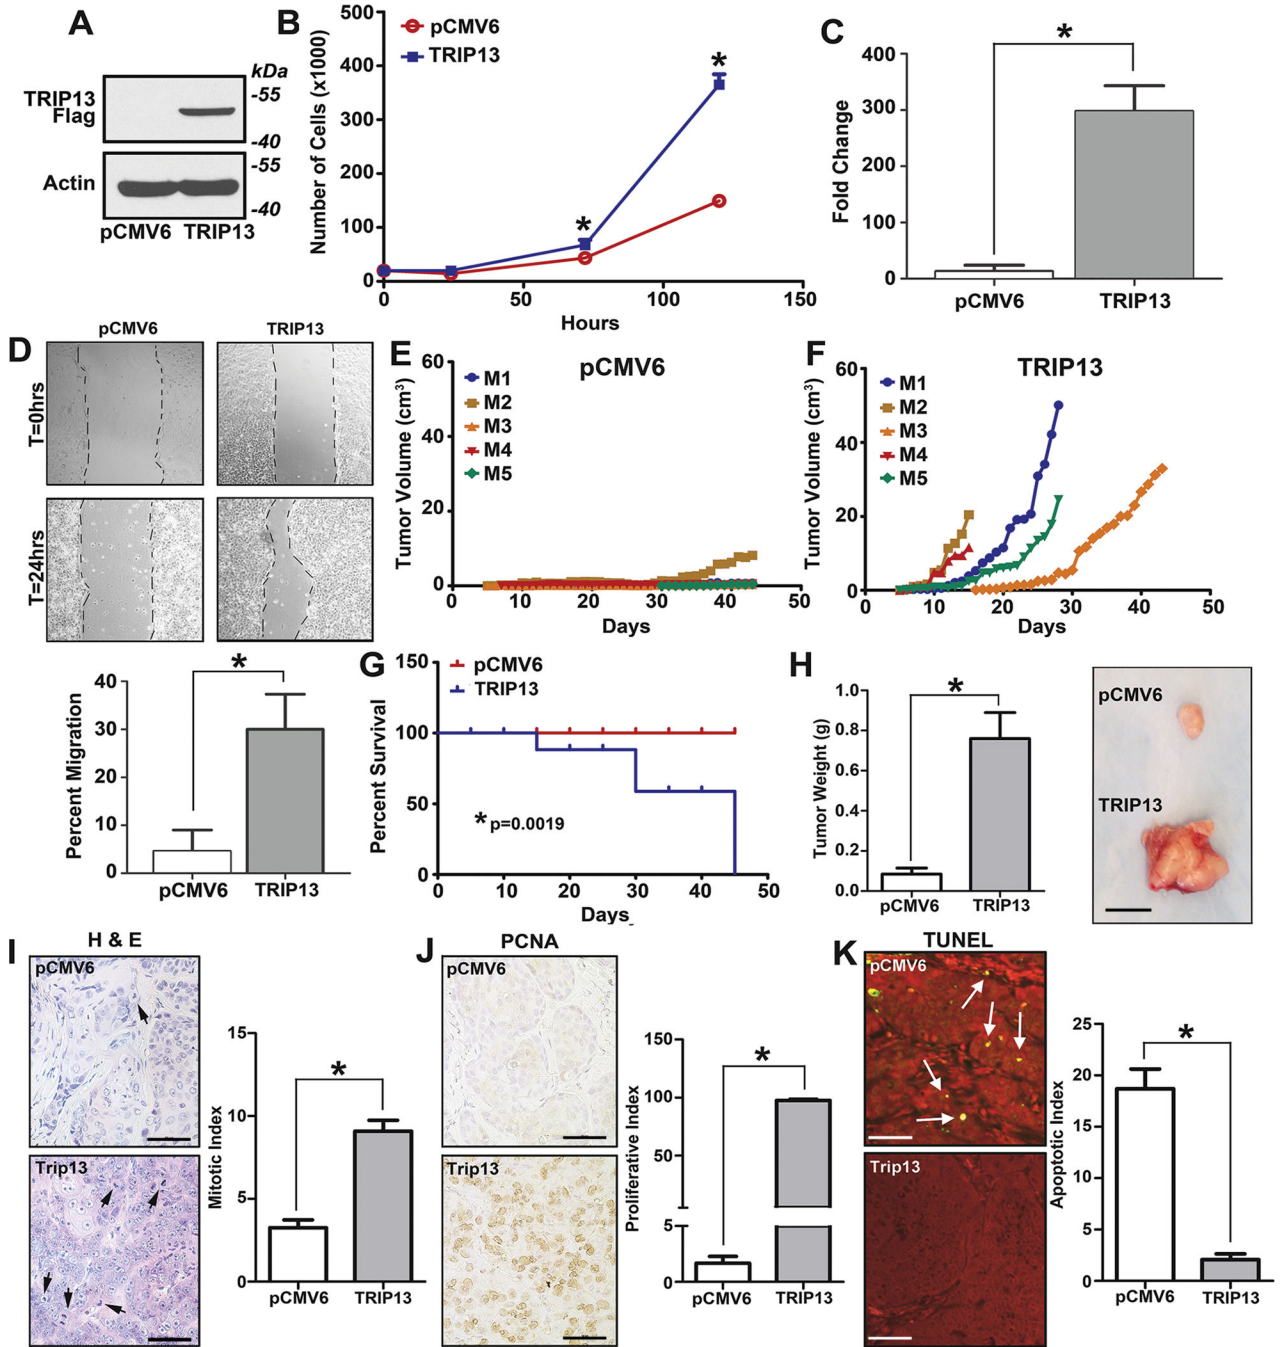 A
kDa
TRIP13
Flag
-55
-40
Actin
-55
-40
pCMV6 TRIP13
B
pCMV6
TRIP13
Number of Cells (x1000)
500
400
300
200
100
0
*
*
0 50 100 150
Hours
C
*
Fold Change
400
300
200
100
0
pCMV6 TRIP13
D
pCMV6 TRIP13
T=0hrs
T=24hrs
*
Percent Migration
40
30
20
10
0
pCMV6 TRIP13
E
pCMV6
Tumor Volume (cm³)
60
40
20
0
M1
M2
M3
M4
M5
0 10 20 30 40 50
Days
F
TRIP13
Tumor Volume (cm³)
60
40
20
0
M1
M2
M3
M4
M5
0 10 20 30 40 50
Days
G
pCMV6
TRIP13
Percent Survival
150
100
50
0
* p=0.0019
0 10 20 30 40 50
Days
H
*
Tumor Weight (g)
1.0
0.8
0.6
0.4
0.2
0.0
pCMV6 TRIP13
pCMV6
TRIP13
I
H & E
pCMV6
Trip13
*
Mitotic Index
15
10
5
0
pCMV6 TRIP13
J
PCNA
pCMV6
Trip13
*
Proliferative Index
150
100
50
5
0
pCMV6 TRIP13
K
TUNEL
pCMV6
Trip13
*
Apoptotic Index
25
20
15
10
5
0
pCMV6 TRIP13